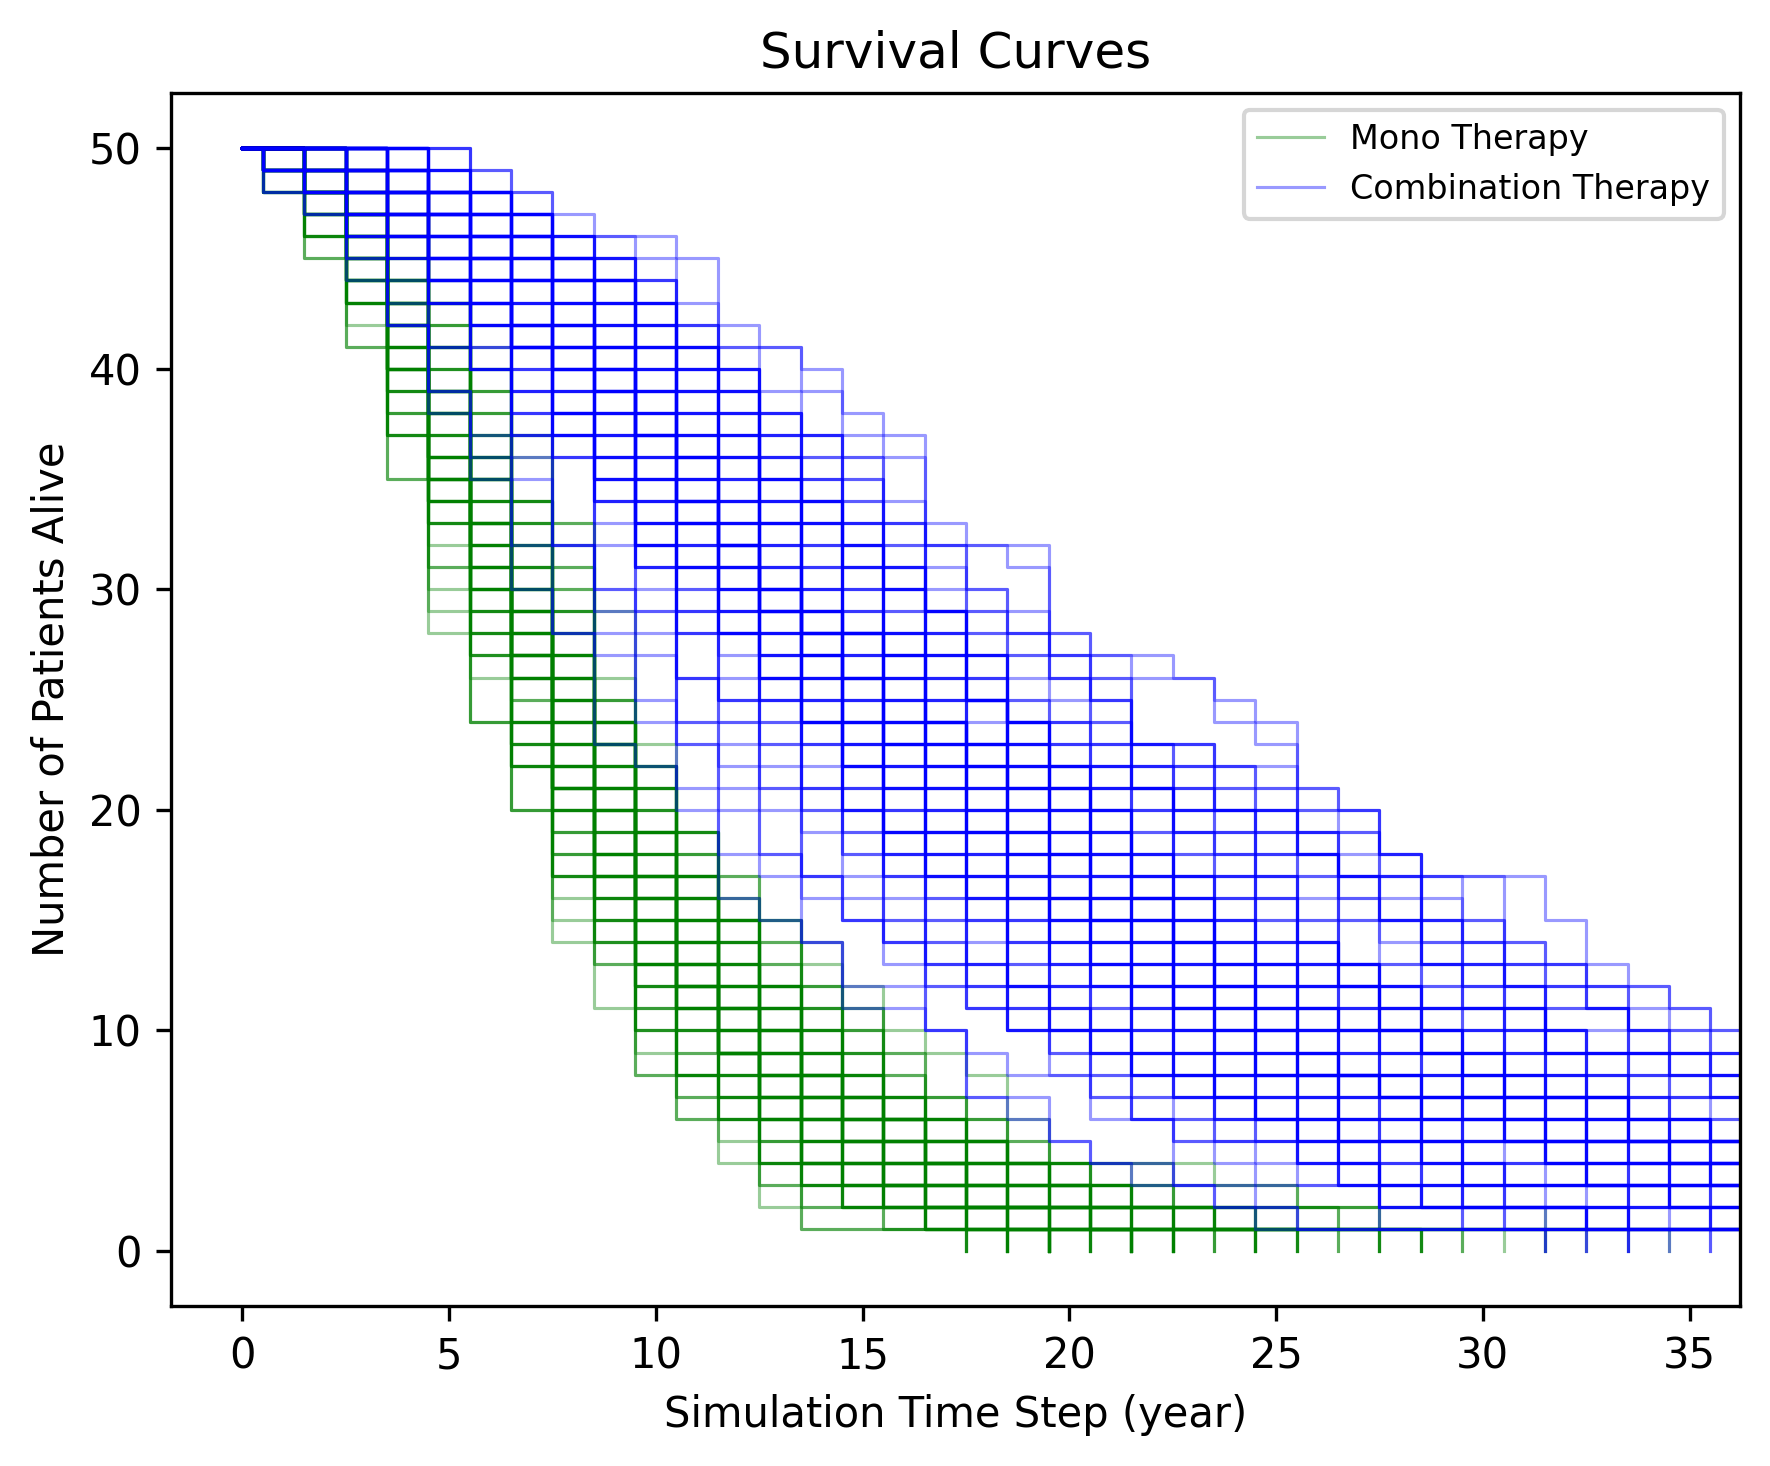 Survival Curves
Mono Therapy
Combination Therapy
Number of Patients Alive
50
40
30
20
10
0
0 5 10 15 20 25 30 35
Simulation Time Step (year)